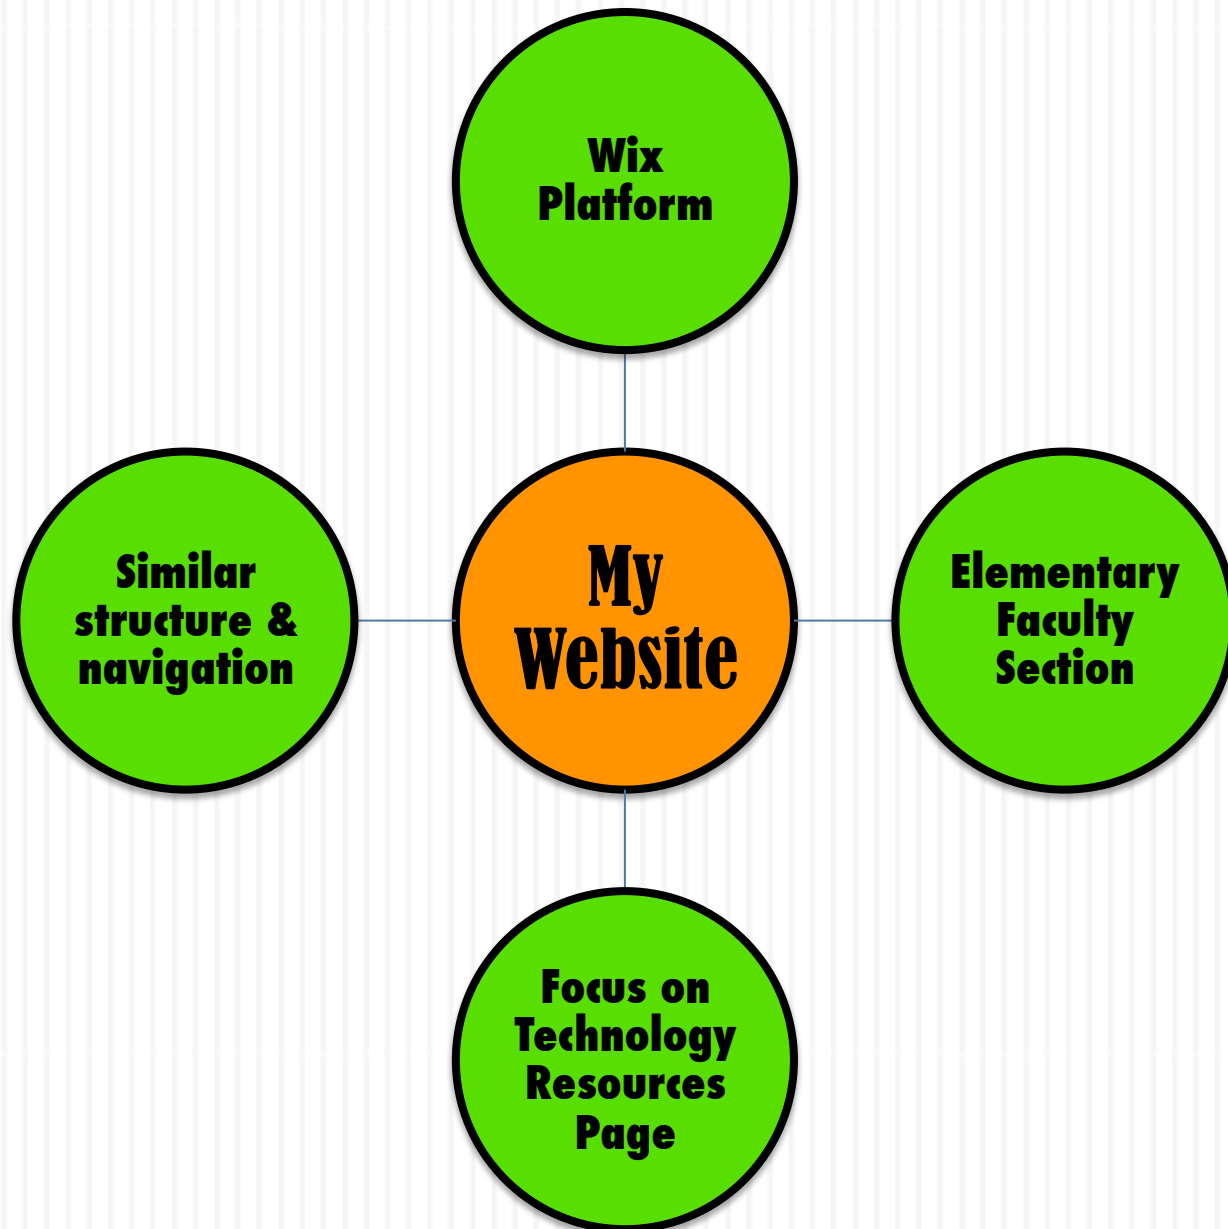 Wix
Platform
Similar
structure &
navigation
My
Website
Elementary
Faculty
Section
Focus on
Technology
Resources
Page